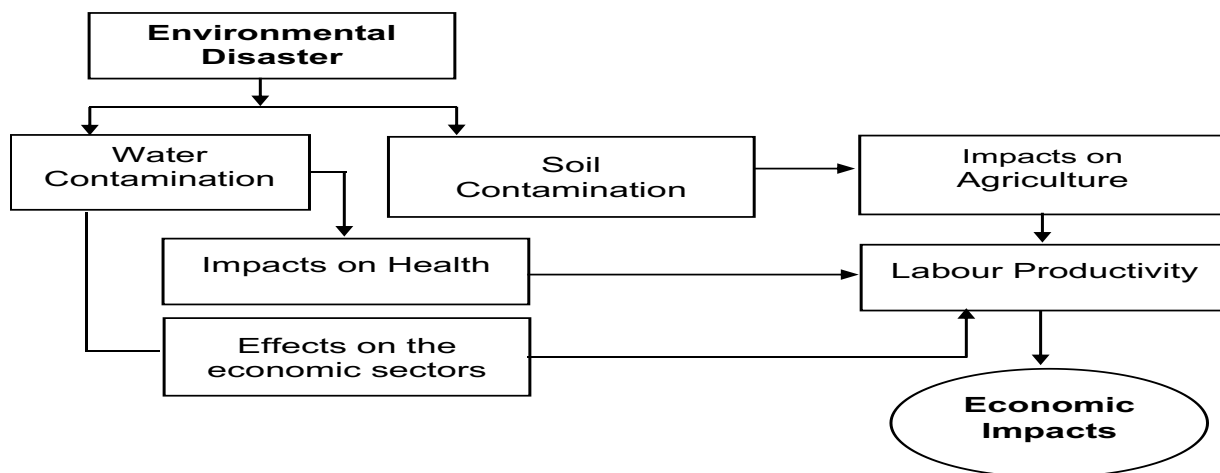 Environmental
Disaster
Water
Contamination
Soil
Contamination
Impacts on
Agriculture
Impacts on Health
Labour Productivity
Effects on the
economic sectors
Economic
Impacts